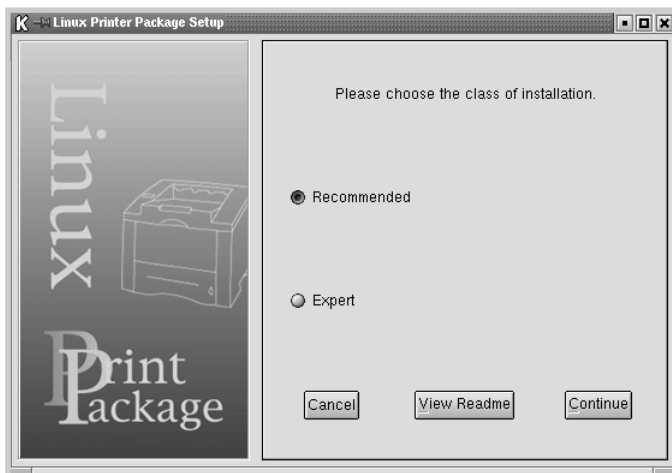 Linux Printer Package Setup
Linux
Print
Package
Please choose the class of installation.
Recommended
Expert
Cancel
View Readme
Continue